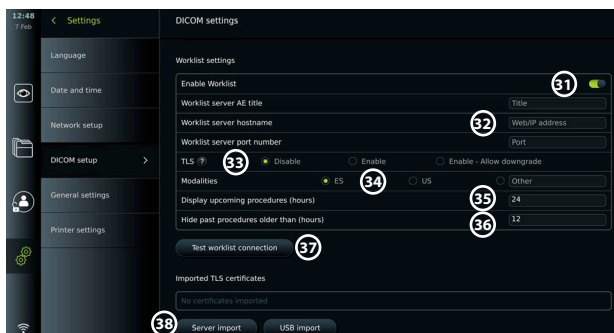 12:48
7 Feb
< Settings
DICOM settings
Language
Date and time
Network setup
DICOM setup >
General settings
Printer settings
Worklist settings
Enable Worklist 31
Worklist server AE title Title
Worklist server hostname 32 Web/IP address
Worklist server port number Port
TLS ? 33 Disable Enable Enable - Allow downgrade
Modalities ES 34 US Other
Display upcoming procedures (hours) 35 24
Hide past procedures older than (hours) 36 12
Test worklist connection 37
Imported TLS certificates
No certificates imported
38 Server import USB import